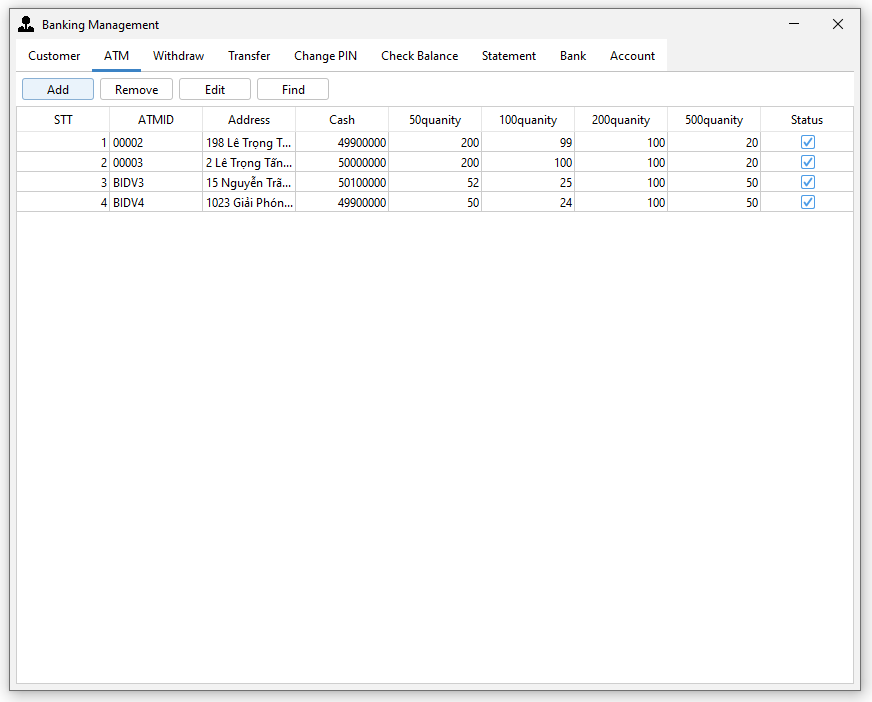 Banking Management
Customer ATM Withdraw Transfer Change PIN Check Balance Statement Bank Account
Add Remove Edit Find
STT ATMID Address Cash 50quanity 100quanity 200quanity 500quanity Status
1 00002 198 Lê Trọng T... 49900000 200 99 100 20
2 00003 2 Lê Trọng Tấn... 50000000 200 100 100 20
3 BIDV3 15 Nguyễn Trã... 50100000 52 25 100 50
4 BIDV4 1023 Giải Phón... 49900000 50 24 100 50